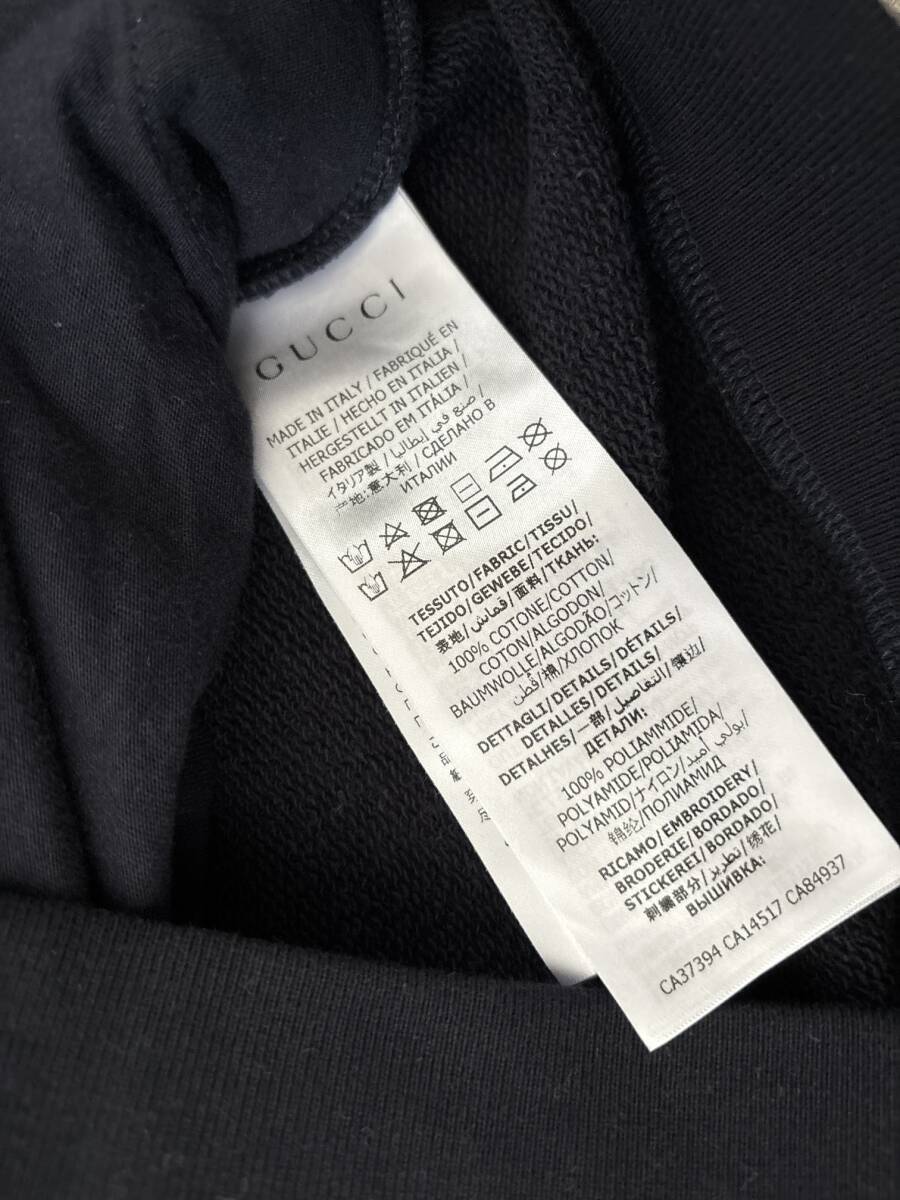 GUCCI
MADE IN ITALY / FABRIQUÉ EN
ITALIE / HECHO EN ITALIA /
HERGESTELLT IN ITALIEN /
FABRICADO EM ITÁLIA /
صنع في إيطاليا /
イタリア製 / СДЕЛАНО В
产地:意大利 / ИТАЛИИ
TESSUTO/FABRIC/TISSU/
TEJIDO/GEWEBE/TECIDO/
表地/قماش/面料/ТКАНЬ:
100% COTONE/COTTON/
COTON/ALGODON/
BAUMWOLLE/ALGODÃO/コットン/
قطن/棉/ХЛОПОК
DETTAGLI/DETAILS/DÉTAILS/
DETALLES/DETAILS/
DETALHES/一部/التفاصيل/镶边/
ДЕТАЛИ:
100% POLIAMMIDE/
POLYAMIDE/POLIAMIDA/
POLYAMID/ナイロン/بولي أميد/
锦纶/ПОЛИАМИД
RICAMO/EMBROIDERY/
BRODERIE/BORDADO/
STICKEREI/BORDADO/
刺繍部分/تطريز/绣花/
ВЫШИВКА:
CA37394 CA14517 CA84937